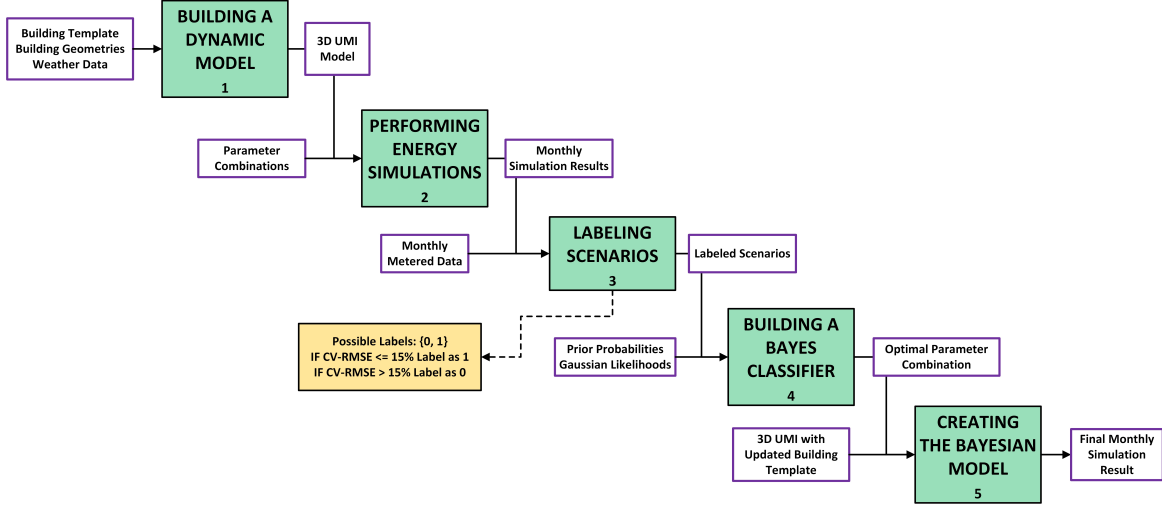 Building Template
Building Geometries
Weather Data
BUILDING A
DYNAMIC
MODEL
1
3D UMI
Model
Parameter
Combinations
PERFORMING
ENERGY
SIMULATIONS
2
Monthly
Simulation Results
Monthly
Metered Data
LABELING
SCENARIOS
3
Labeled Scenarios
Possible Labels: {0, 1}
IF CV-RMSE <= 15% Label as 1
IF CV-RMSE > 15% Label as 0
Prior Probabilities
Gaussian Likelihoods
BUILDING A
BAYES
CLASSIFIER
4
Optimal Parameter
Combination
3D UMI with
Updated Building
Template
CREATING
THE BAYESIAN
MODEL
5
Final Monthly
Simulation
Result